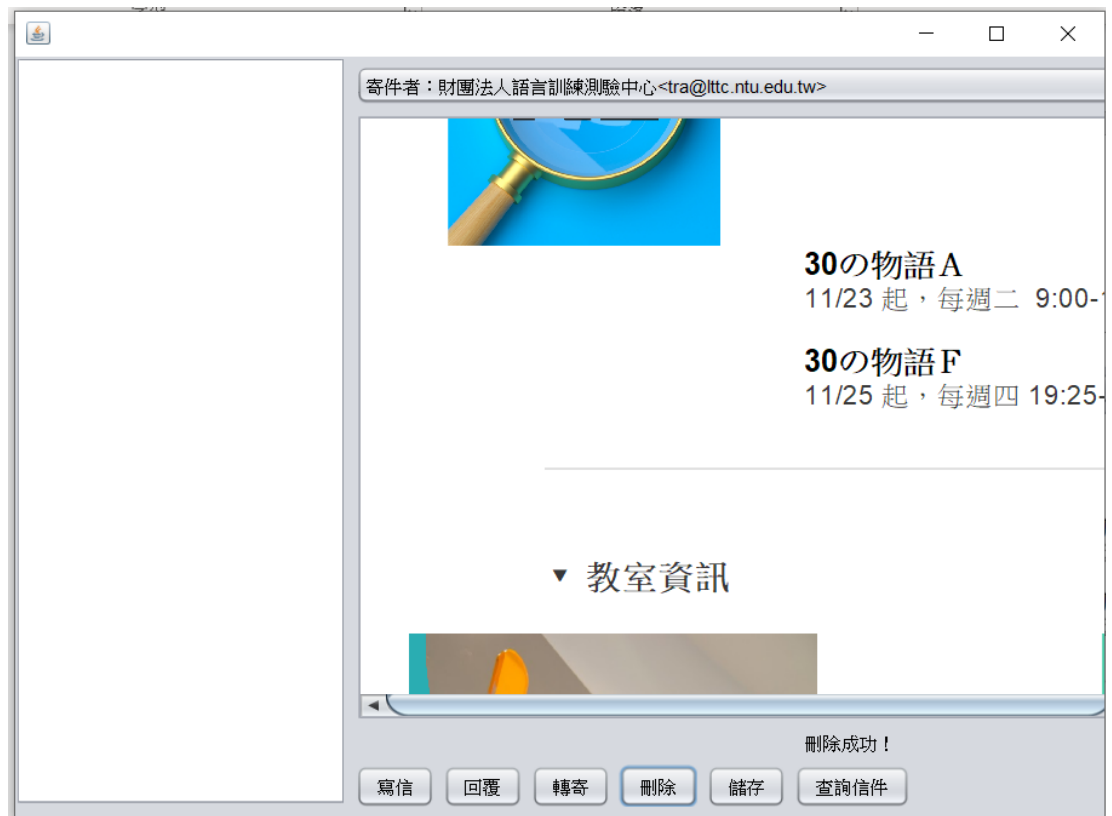 寄件者：財團法人語言訓練測驗中心<tra@lttc.ntu.edu.tw>
30の物語A
11/23 起，每週二 9:00-
30の物語F
11/25 起，每週四 19:25-
▼ 教室資訊
刪除成功！
寫信 回覆 轉寄 刪除 儲存 查詢信件